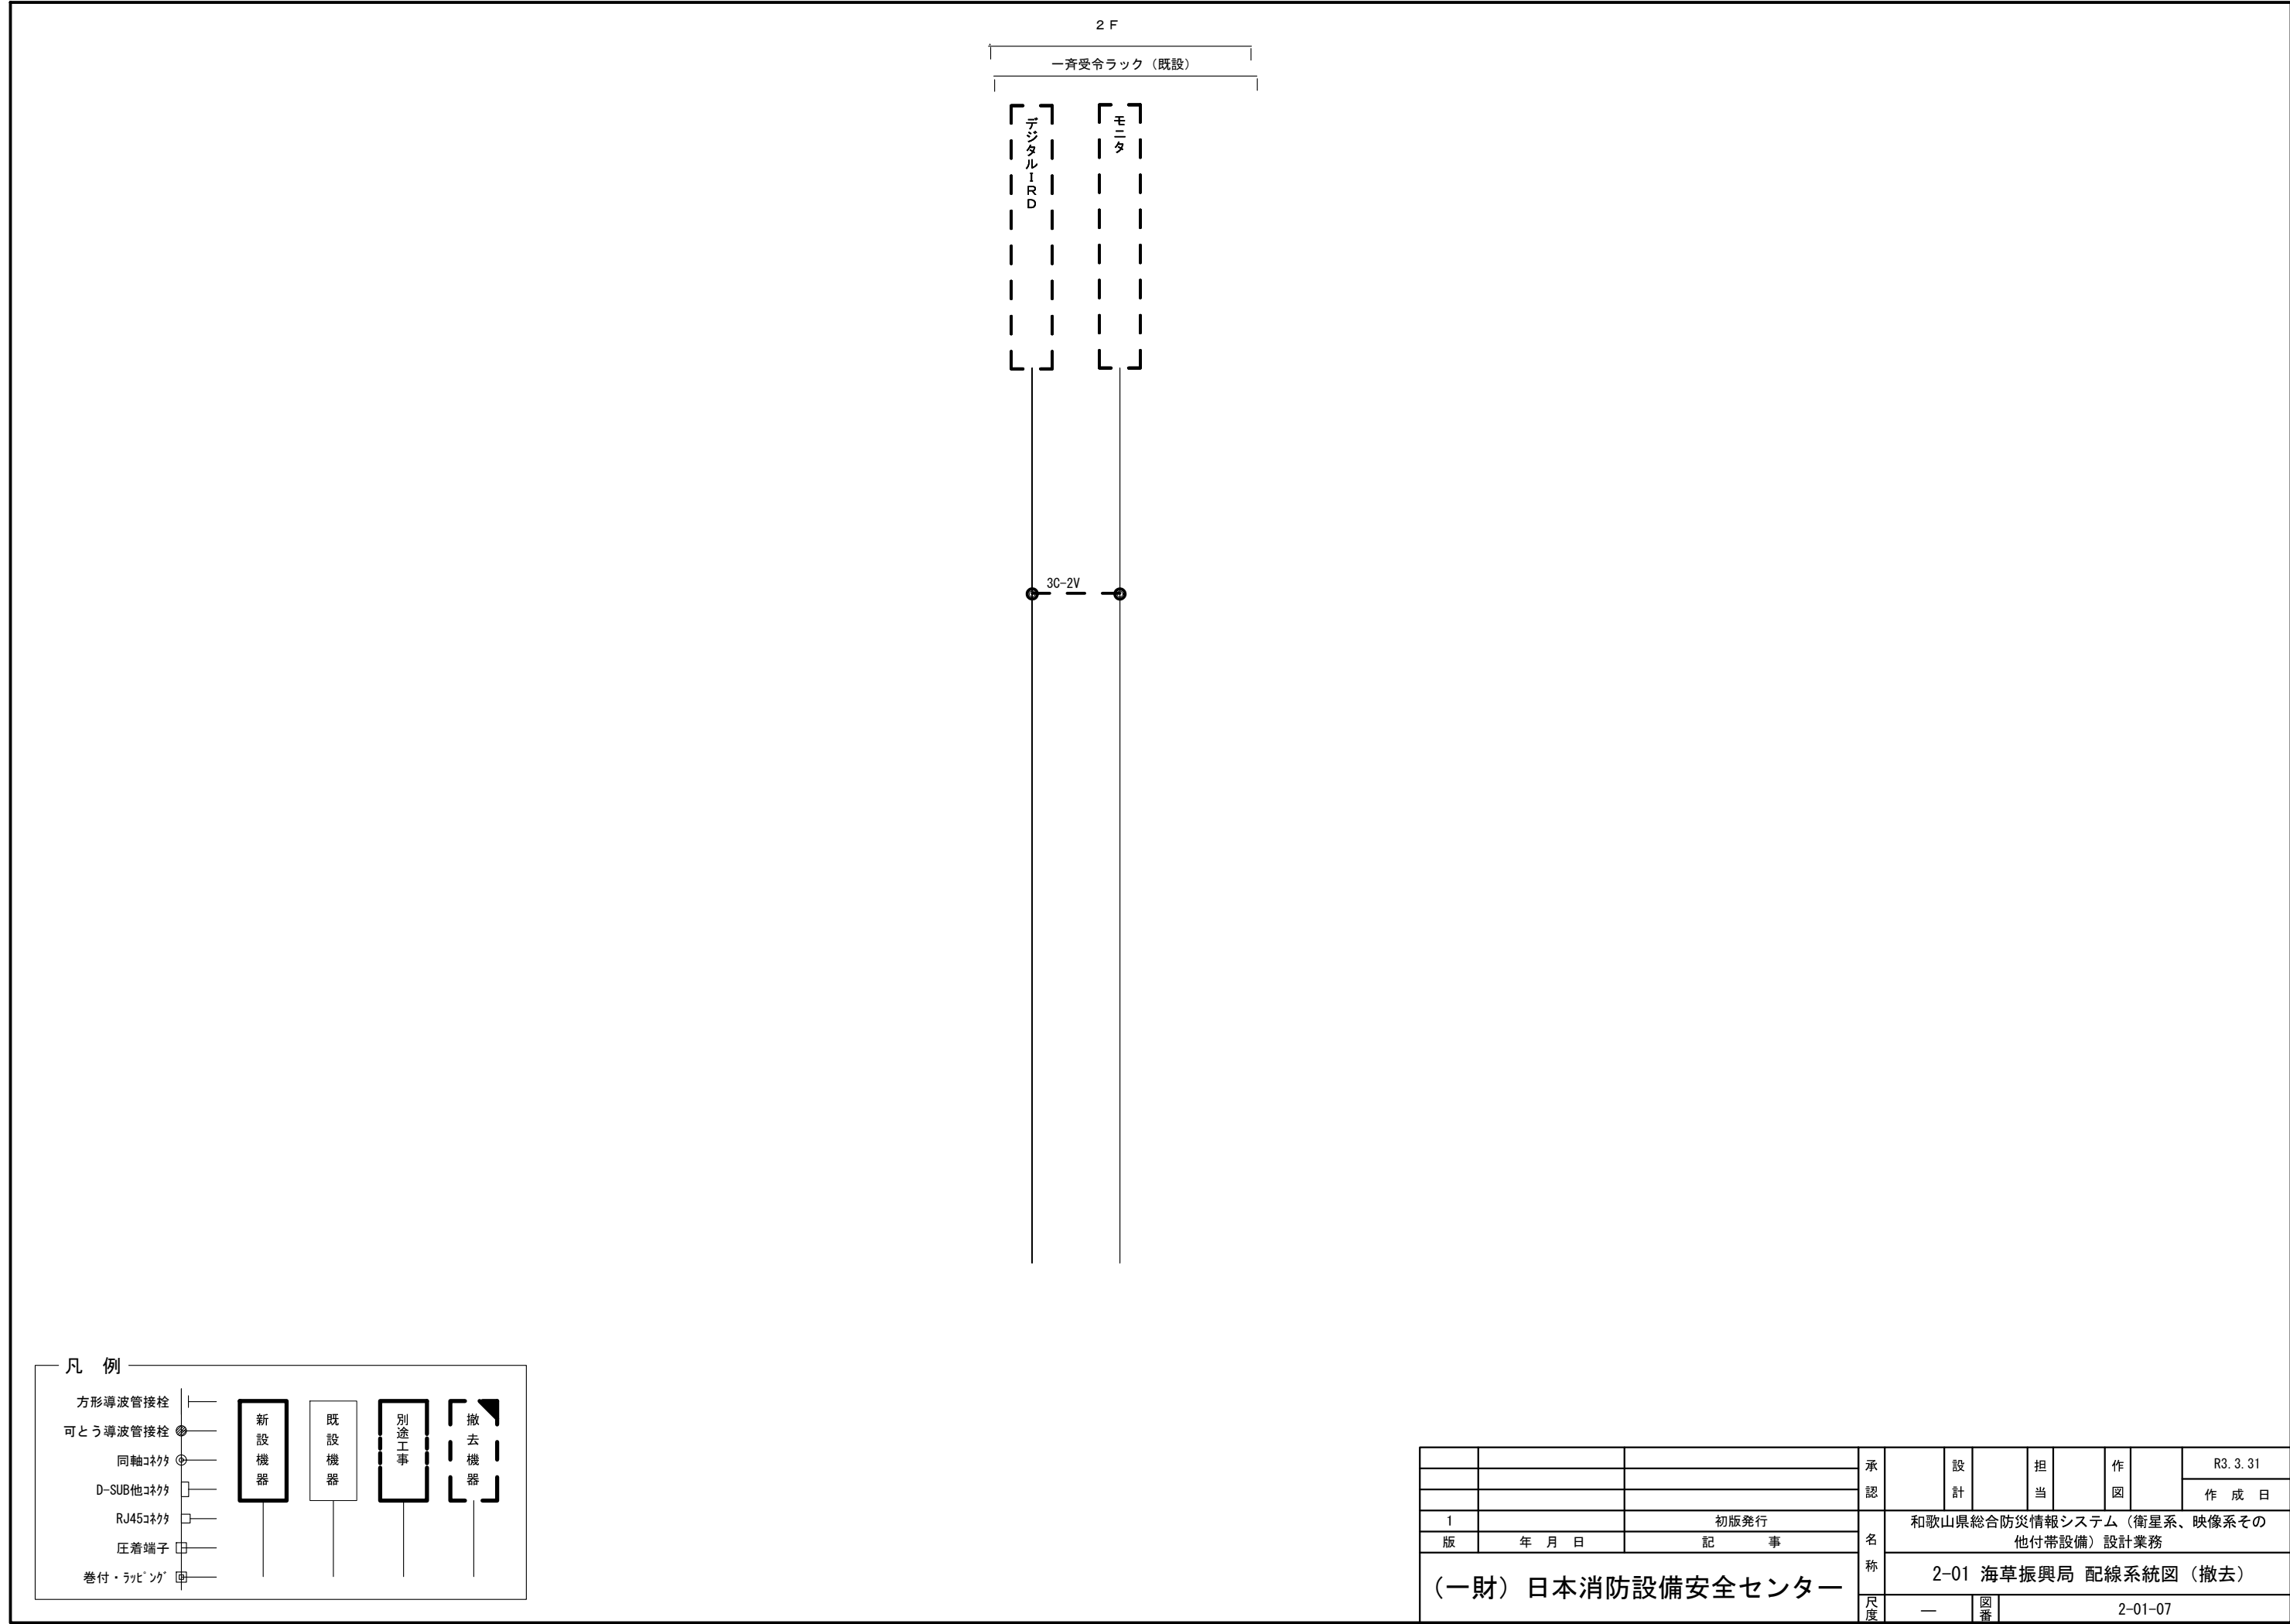 ２Ｆ
一斉受令ラック（既設）
デジタルＩＲＤ
モニタ
3C-2V
凡　例
方形導波管接栓
可とう導波管接栓
同軸ｺﾈｸﾀ
D-SUB他ｺﾈｸﾀ
RJ45ｺﾈｸﾀ
圧着端子
巻付・ﾗｯﾋﾟﾝｸﾞ
新設機器
既設機器
別途工事
撤去機器
承認
設計
担当
作図
R3.3.31
作　成　日
1
初版発行
版
年　月　日
記　事
名称
和歌山県総合防災情報システム（衛星系、映像系その
他付帯設備）設計業務
2-01 海草振興局 配線系統図（撤去）
（一財）日本消防設備安全センター
尺度
―
図番
2-01-07